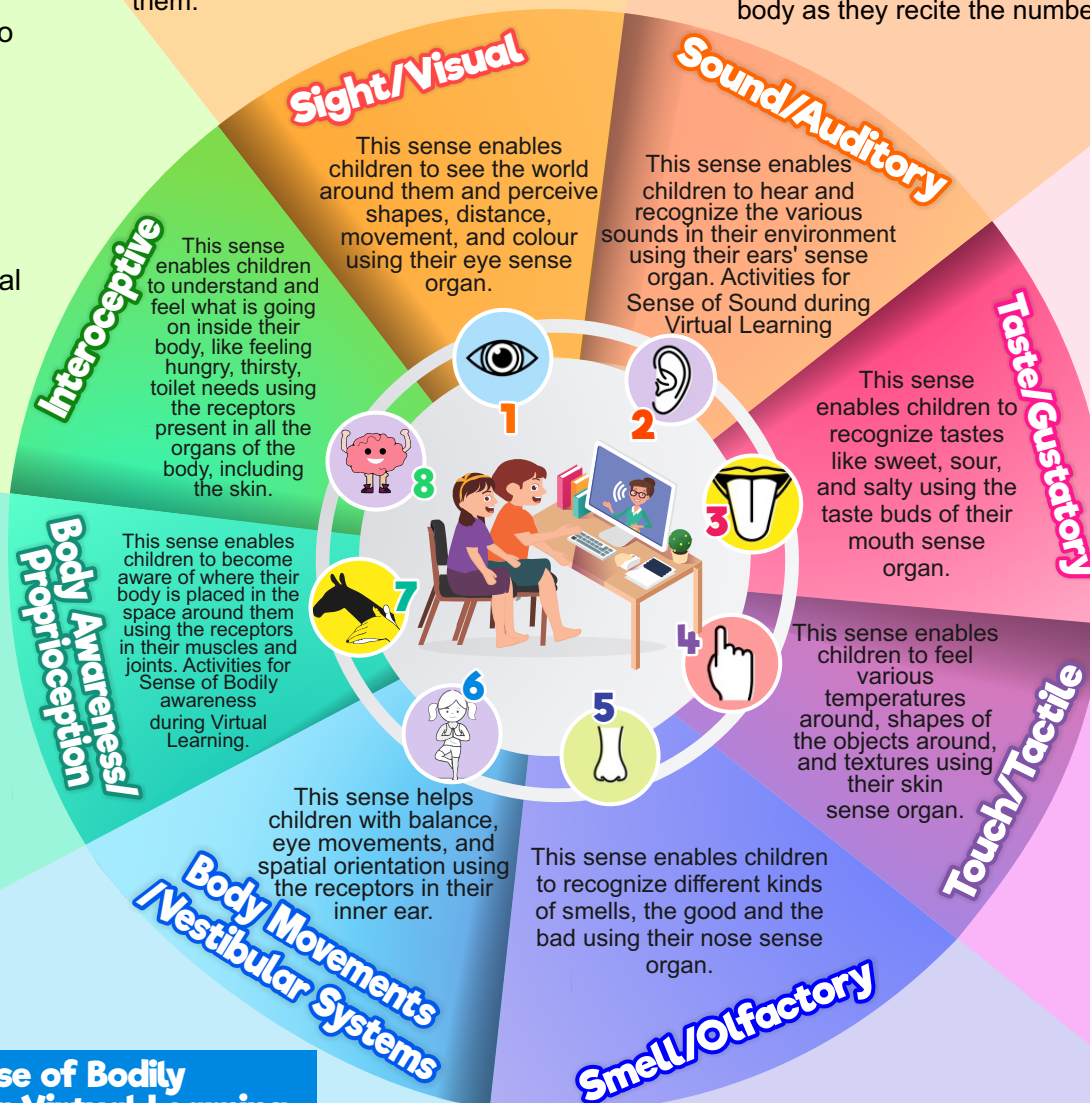 them.
body as they recite the numbe
o
al
Sight/Visual
This sense enables
children to see the world
around them and perceive
shapes, distance,
movement, and colour
using their eye sense
organ.
1
Sound/Auditory
This sense enables
children to hear and
recognize the various
sounds in their environment
using their ears' sense
organ. Activities for
Sense of Sound during
Virtual Learning
2
Taste/Gustatory
This sense
enables children to
recognize tastes
like sweet, sour,
and salty using the
taste buds of their
mouth sense
organ.
3
Touch/Tactile
This sense enables
children to feel
various
temperatures
around, shapes of
the objects around,
and textures using
their skin
sense organ.
4
Smell/Olfactory
This sense enables children
to recognize different kinds
of smells, the good and the
bad using their nose sense
organ.
5
Body Movements
/Vestibular Systems
This sense helps
children with balance,
eye movements, and
spatial orientation using
the receptors in their
inner ear.
6
Body Awareness/
Proprioception
This sense enables
children to become
aware of where their
body is placed in the
space around them
using the receptors
in their muscles and
joints. Activities for
Sense of Bodily
awareness
during Virtual
Learning.
7
Interoceptive
This sense
enables children
to understand and
feel what is going
on inside their
body, like feeling
hungry, thirsty,
toilet needs using
the receptors
present in all the
organs of the
body, including
the skin.
8
se of Bodily
Virtual Learning